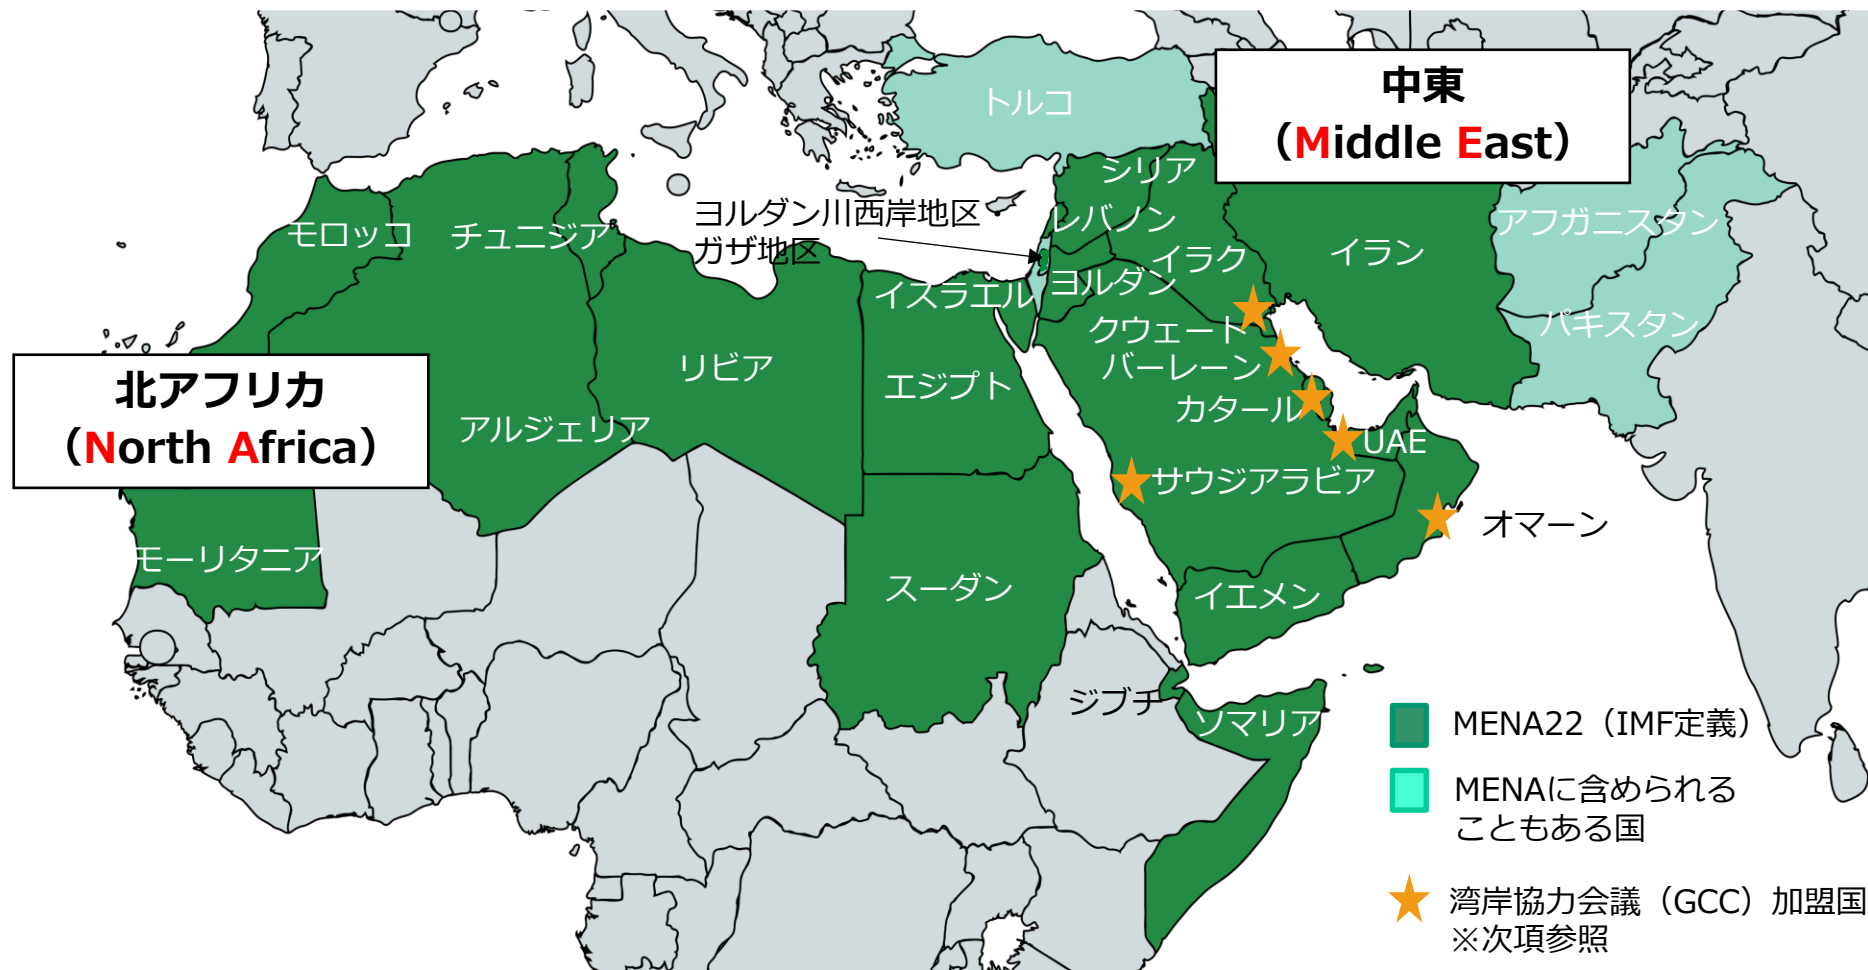 中東
（Middle East）
トルコ
シリア
ヨルダン川西岸地区
ガザ地区
レバノン
アフガニスタン
モロッコ
チュニジア
イラク
イラン
イスラエル
ヨルダン
クウェート
パキスタン
バーレーン
北アフリカ
（North Africa）
リビア
エジプト
カタール
アルジェリア
UAE
サウジアラビア
オマーン
モーリタニア
スーダン
イエメン
ジブチ
ソマリア
MENA22（IMF定義）
MENAに含められる
こともある国
湾岸協力会議（GCC）加盟国
※次項参照